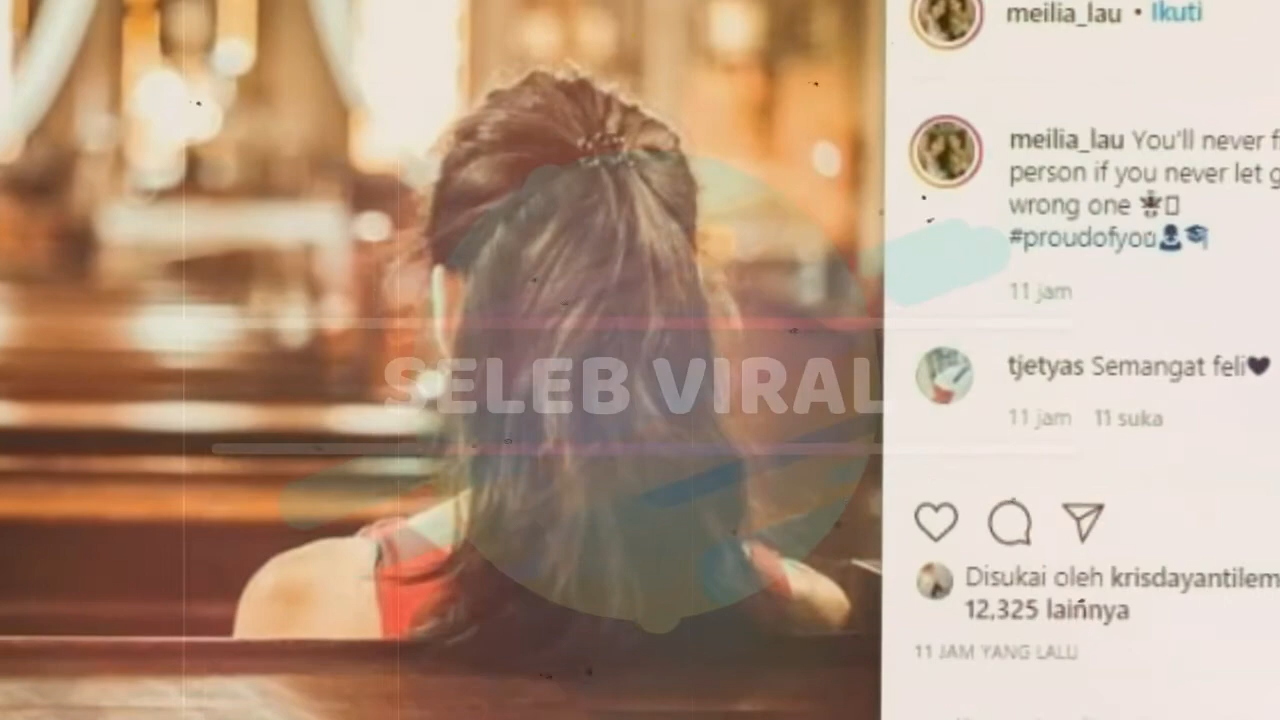 meilia_lau • Ikuti
meilia_lau You'll never f
person if you never let g
wrong one
#proudofyou
11 jam
SELEB VIRAL
tjetyas Semangat feli🖤
11 jam 11 suka
Disukai oleh krisdayantilem
12,325 lainnya
11 JAM YANG LALU